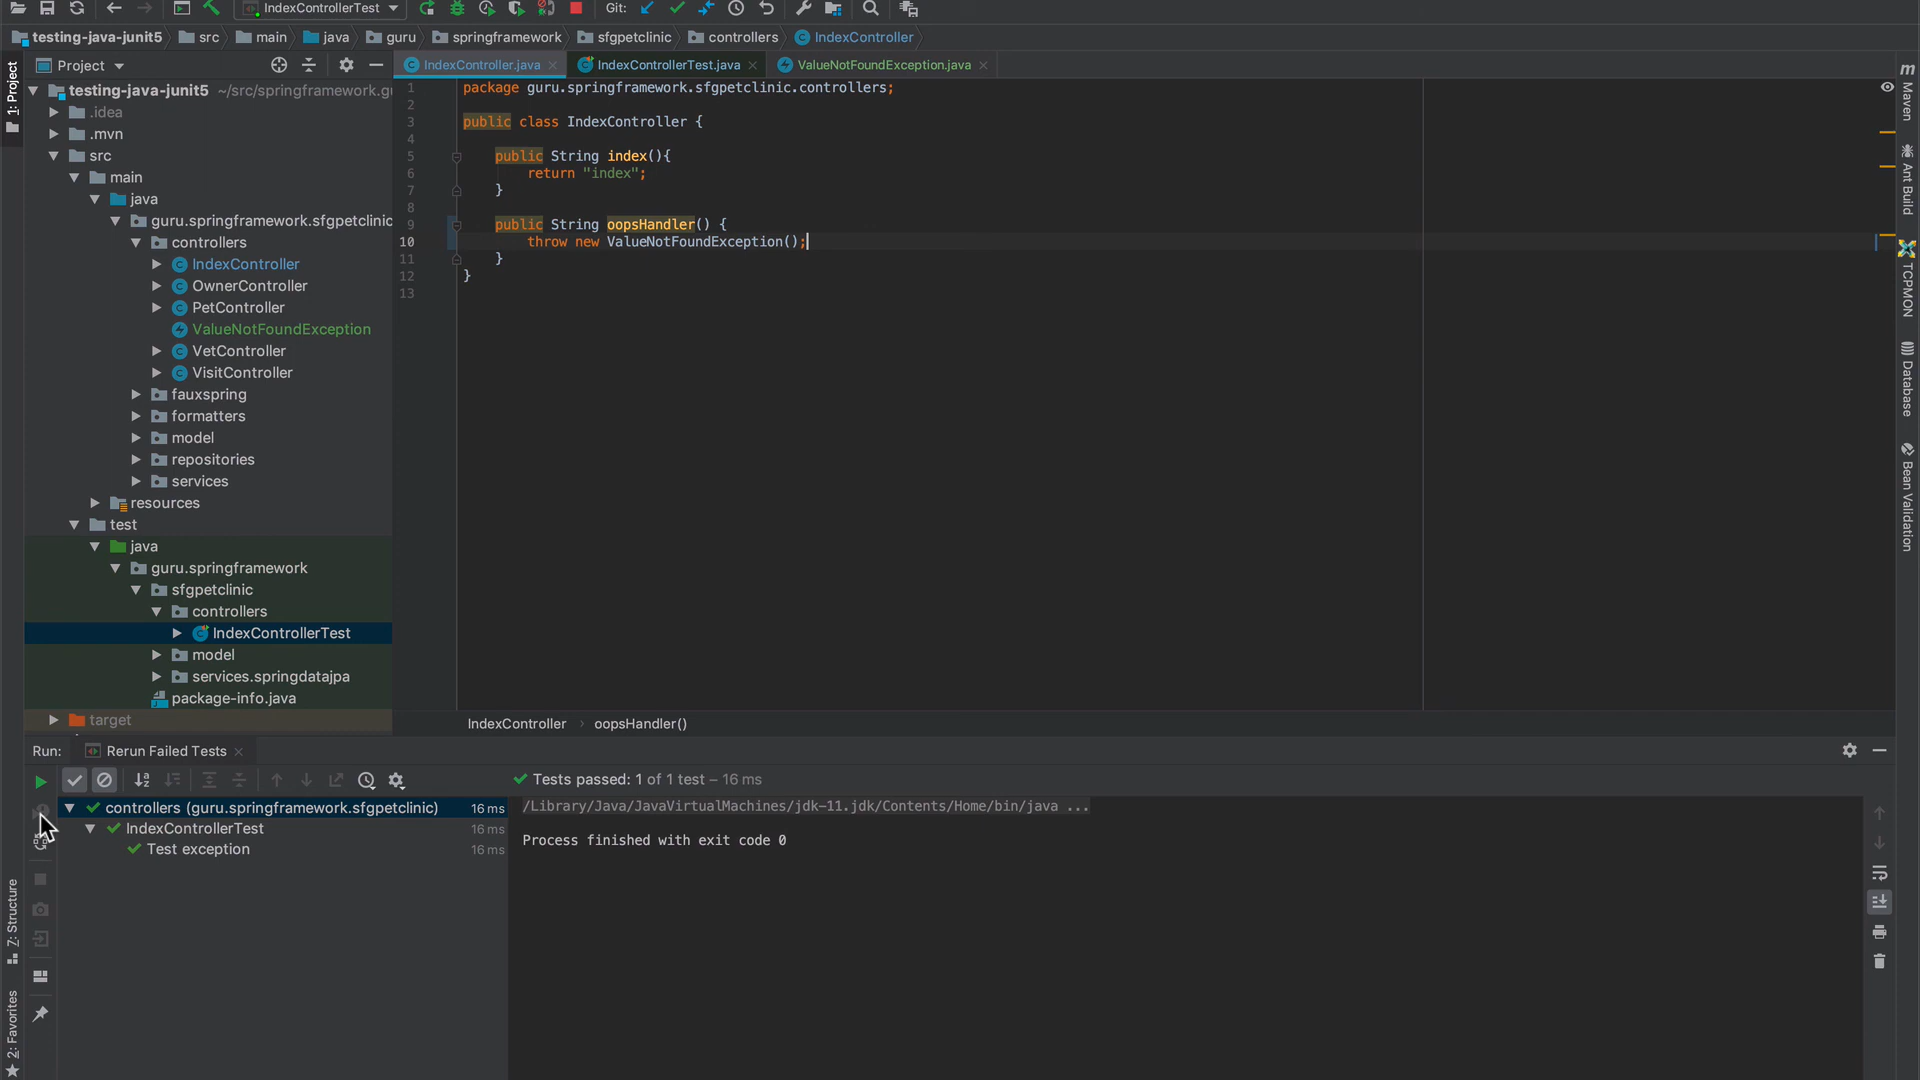 IndexControllerTest
Git:
testing-java-junit5
src
main
java
guru
springframework
sfgpetclinic
controllers
IndexController
Project
IndexController.java
IndexControllerTest.java
ValueNotFoundException.java
testing-java-junit5 ~/src/springframework.gu
.idea
.mvn
src
main
java
guru.springframework.sfgpetclinic
controllers
IndexController
OwnerController
PetController
ValueNotFoundException
VetController
VisitController
fauxspring
formatters
model
repositories
services
resources
test
java
guru.springframework
sfgpetclinic
controllers
IndexControllerTest
model
services.springdatajpa
package-info.java
target
1 package guru.springframework.sfgpetclinic.controllers;
2
3 public class IndexController {
4
5 public String index(){
6 return "index";
7 }
8
9 public String oopsHandler() {
10 throw new ValueNotFoundException();
11 }
12 }
13
IndexController › oopsHandler()
1: Project
Z: Structure
2: Favorites
m Maven
Ant Build
TCPMON
Database
Bean Validation
Run: Rerun Failed Tests
Tests passed: 1 of 1 test – 16 ms
controllers (guru.springframework.sfgpetclinic) 16 ms
IndexControllerTest 16 ms
Test exception 16 ms
/Library/Java/JavaVirtualMachines/jdk-11.jdk/Contents/Home/bin/java ...
Process finished with exit code 0